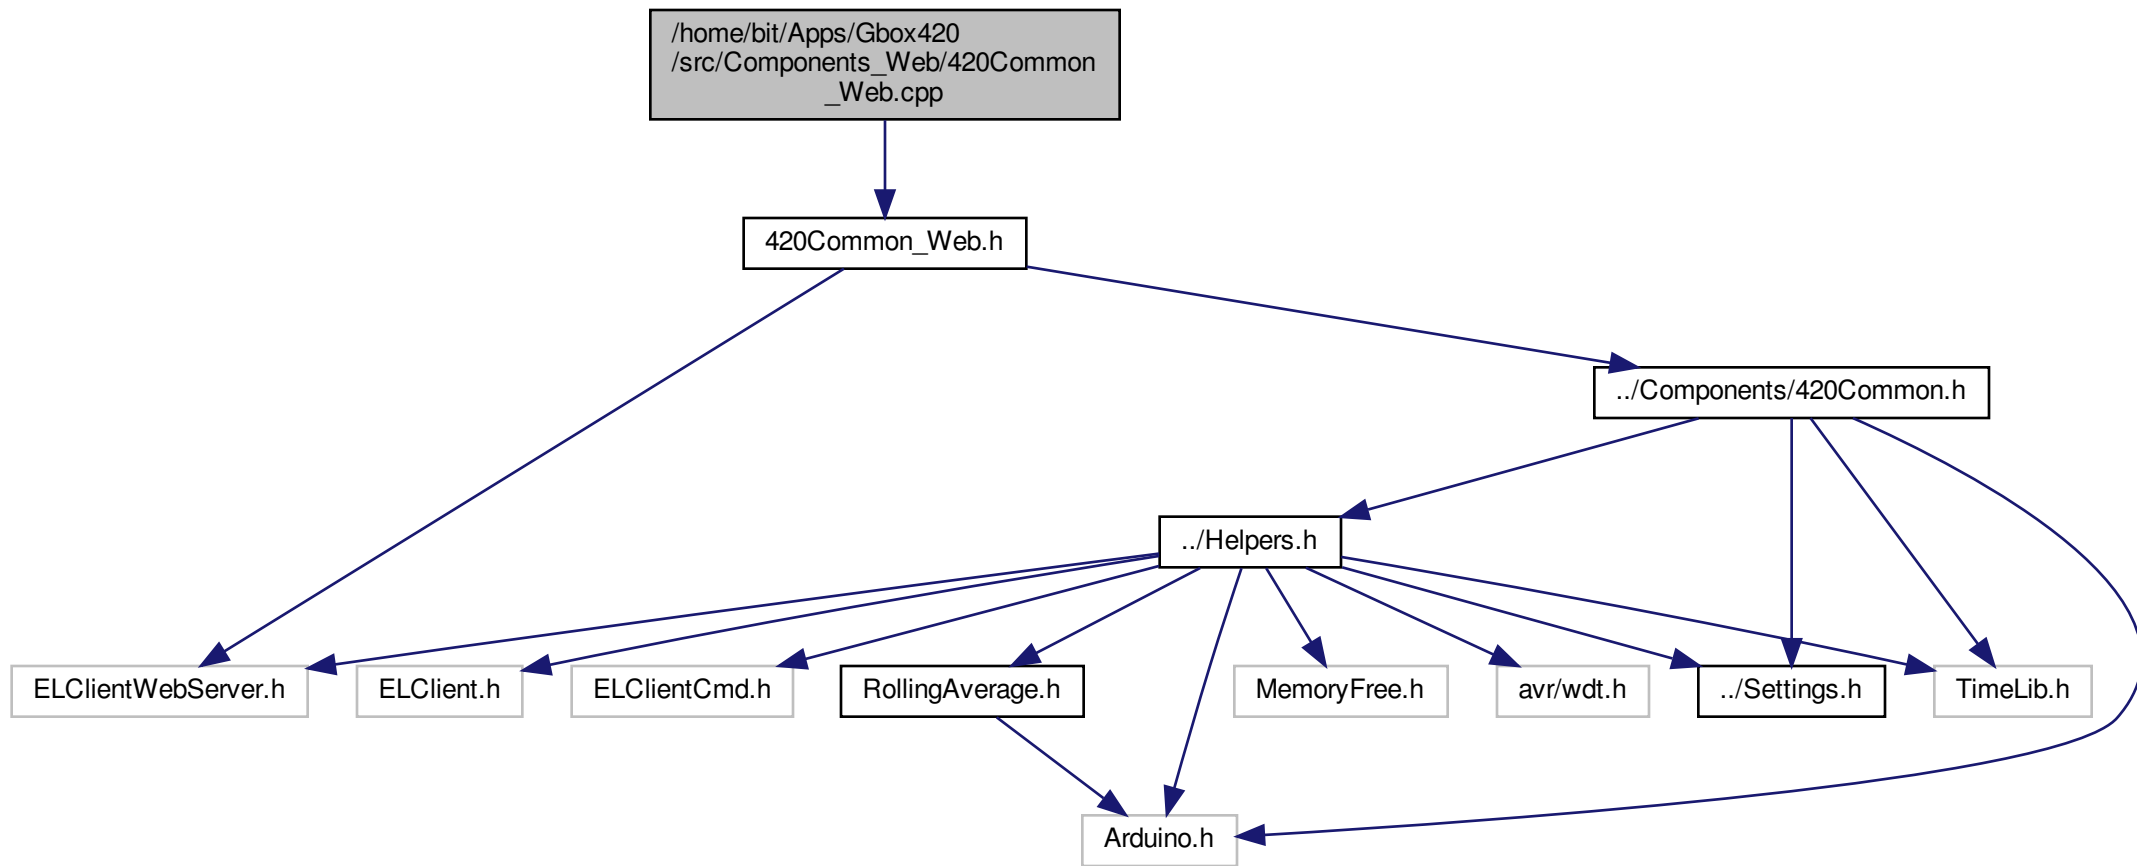 /home/bit/Apps/Gbox420
/src/Components_Web/420Common
_Web.cpp
420Common_Web.h
../Components/420Common.h
../Helpers.h
ELClientWebServer.h
ELClient.h
ELClientCmd.h
RollingAverage.h
MemoryFree.h
avr/wdt.h
../Settings.h
TimeLib.h
Arduino.h